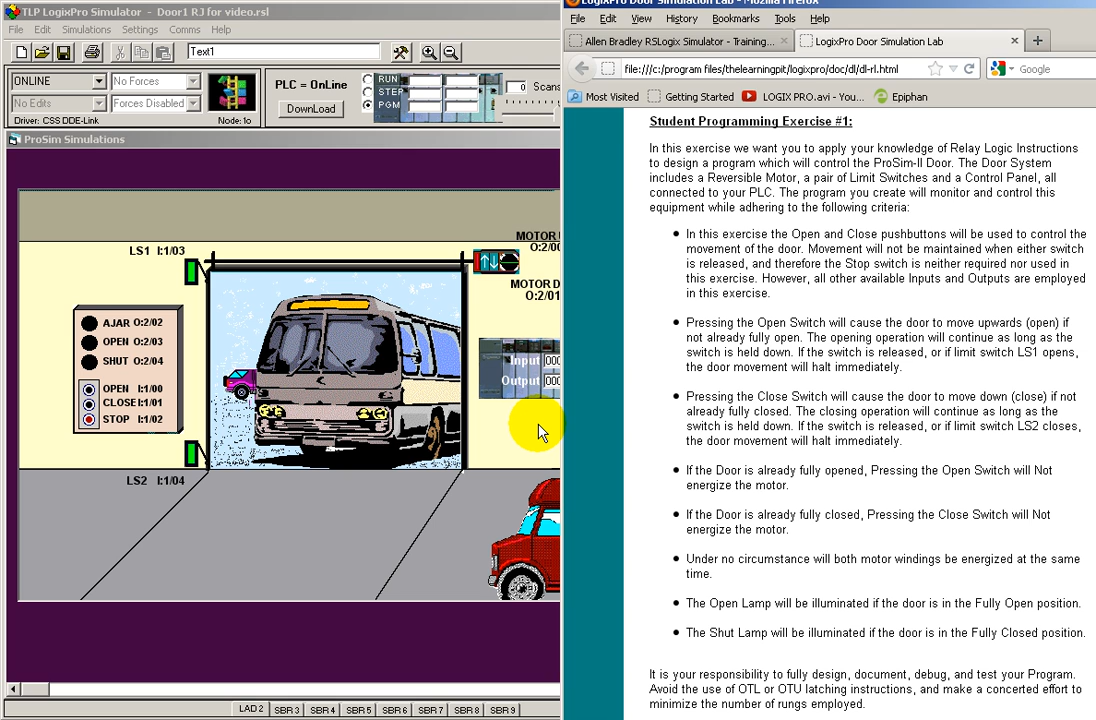 TLP LogixPro Simulator - Door1 RJ for video.rsl
File Edit Simulations Settings Comms Help
Text1
ONLINE No Forces
No Edits Forces Disabled
Driver: CSS DDE-Link Node: 1o
PLC = OnLine
DownLoad
RUN
STEP
PGM
0 Scans
ProSim Simulations
LS1 I:1/03
MOTOR
O:2/00
MOTOR D
O:2/01
AJAR O:2/02
OPEN O:2/03
SHUT O:2/04
OPEN I:1/00
CLOSE I:1/01
STOP I:1/02
Input 000
Output 000
LS2 I:1/04
LAD 2 SBR 3 SBR 4 SBR 5 SBR 6 SBR 7 SBR 8 SBR 9
LogixPro Door Simulation Lab - Mozilla Firefox
File Edit View History Bookmarks Tools Help
Allen Bradley RSLogix Simulator - Training...
LogixPro Door Simulation Lab
file:///c:/program files/thelearningpit/logixpro/doc/dl/dl-rl.html
Google
Most Visited Getting Started LOGIX PRO.avi - You... Epiphan
Student Programming Exercise #1:
In this exercise we want you to apply your knowledge of Relay Logic Instructions
to design a program which will control the ProSim-II Door. The Door System
includes a Reversible Motor, a pair of Limit Switches and a Control Panel, all
connected to your PLC. The program you create will monitor and control this
equipment while adhering to the following criteria:
• In this exercise the Open and Close pushbuttons will be used to control the
movement of the door. Movement will not be maintained when either switch
is released, and therefore the Stop switch is neither required nor used in
this exercise. However, all other available Inputs and Outputs are employed
in this exercise.
• Pressing the Open Switch will cause the door to move upwards (open) if
not already fully open. The opening operation will continue as long as the
switch is held down. If the switch is released, or if limit switch LS1 opens,
the door movement will halt immediately.
• Pressing the Close Switch will cause the door to move down (close) if not
already fully closed. The closing operation will continue as long as the
switch is held down. If the switch is released, or if limit switch LS2 closes,
the door movement will halt immediately.
• If the Door is already fully opened, Pressing the Open Switch will Not
energize the motor.
• If the Door is already fully closed, Pressing the Close Switch will Not
energize the motor.
• Under no circumstance will both motor windings be energized at the same
time.
• The Open Lamp will be illuminated if the door is in the Fully Open position.
• The Shut Lamp will be illuminated if the door is in the Fully Closed position.
It is your responsibility to fully design, document, debug, and test your Program.
Avoid the use of OTL or OTU latching instructions, and make a concerted effort to
minimize the number of rungs employed.